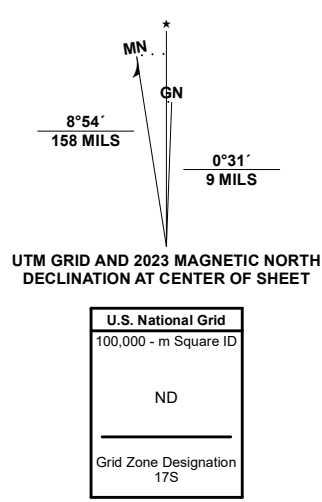 ★
MN
GN
8°54´
158 MILS
0°31´
9 MILS
UTM GRID AND 2023 MAGNETIC NORTH
DECLINATION AT CENTER OF SHEET
U.S. National Grid
100,000 - m Square ID
ND
Grid Zone Designation
17S